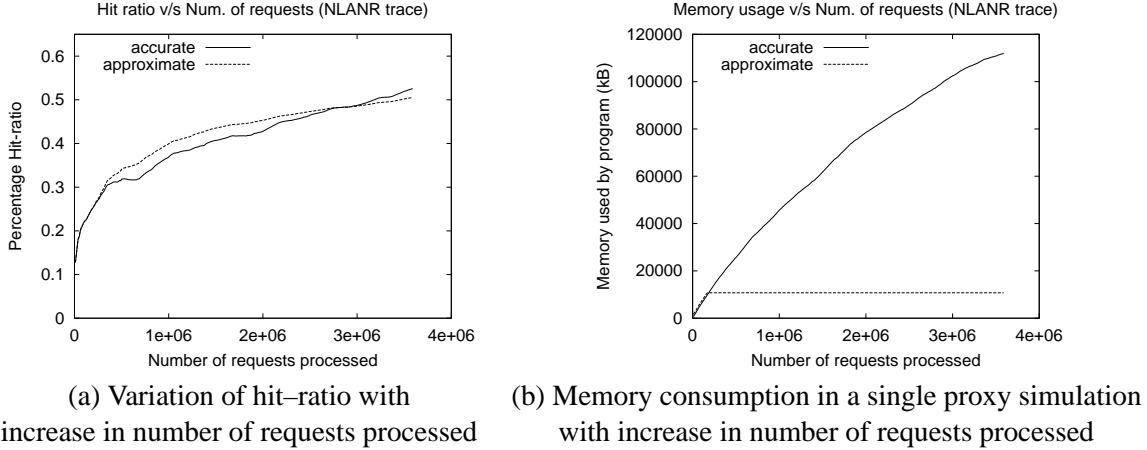 Hit ratio v/s Num. of requests (NLANR trace)
accurate
approximate
0.6
0.5
0.4
0.3
0.2
0.1
0
Percentage Hit-ratio
0 1e+06 2e+06 3e+06 4e+06
Number of requests processed
(a) Variation of hit–ratio with
increase in number of requests processed
Memory usage v/s Num. of requests (NLANR trace)
accurate
approximate
120000
100000
80000
60000
40000
20000
0
Memory used by program (kB)
0 1e+06 2e+06 3e+06 4e+06
Number of requests processed
(b) Memory consumption in a single proxy simulation
with increase in number of requests processed